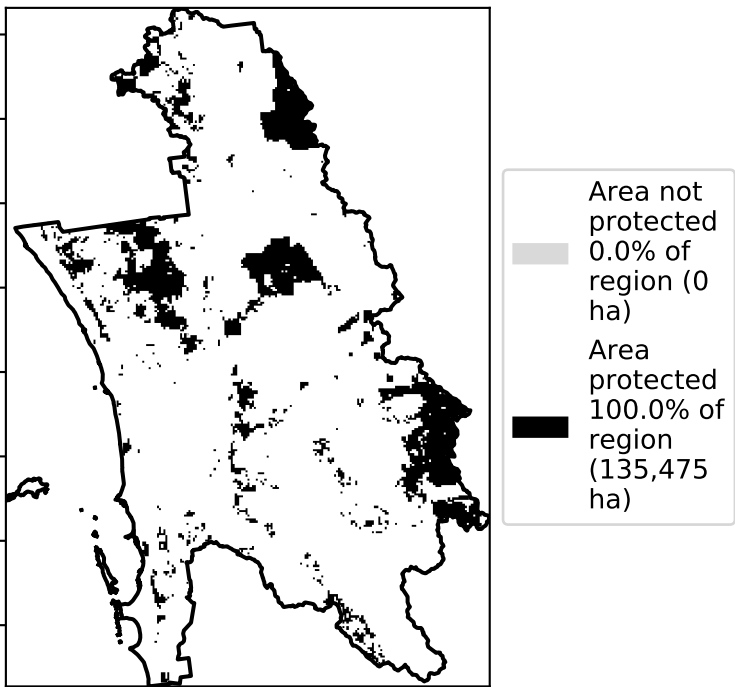 Area not
protected
0.0% of
region (0
ha)
Area
protected
100.0% of
region
(135,475
ha)